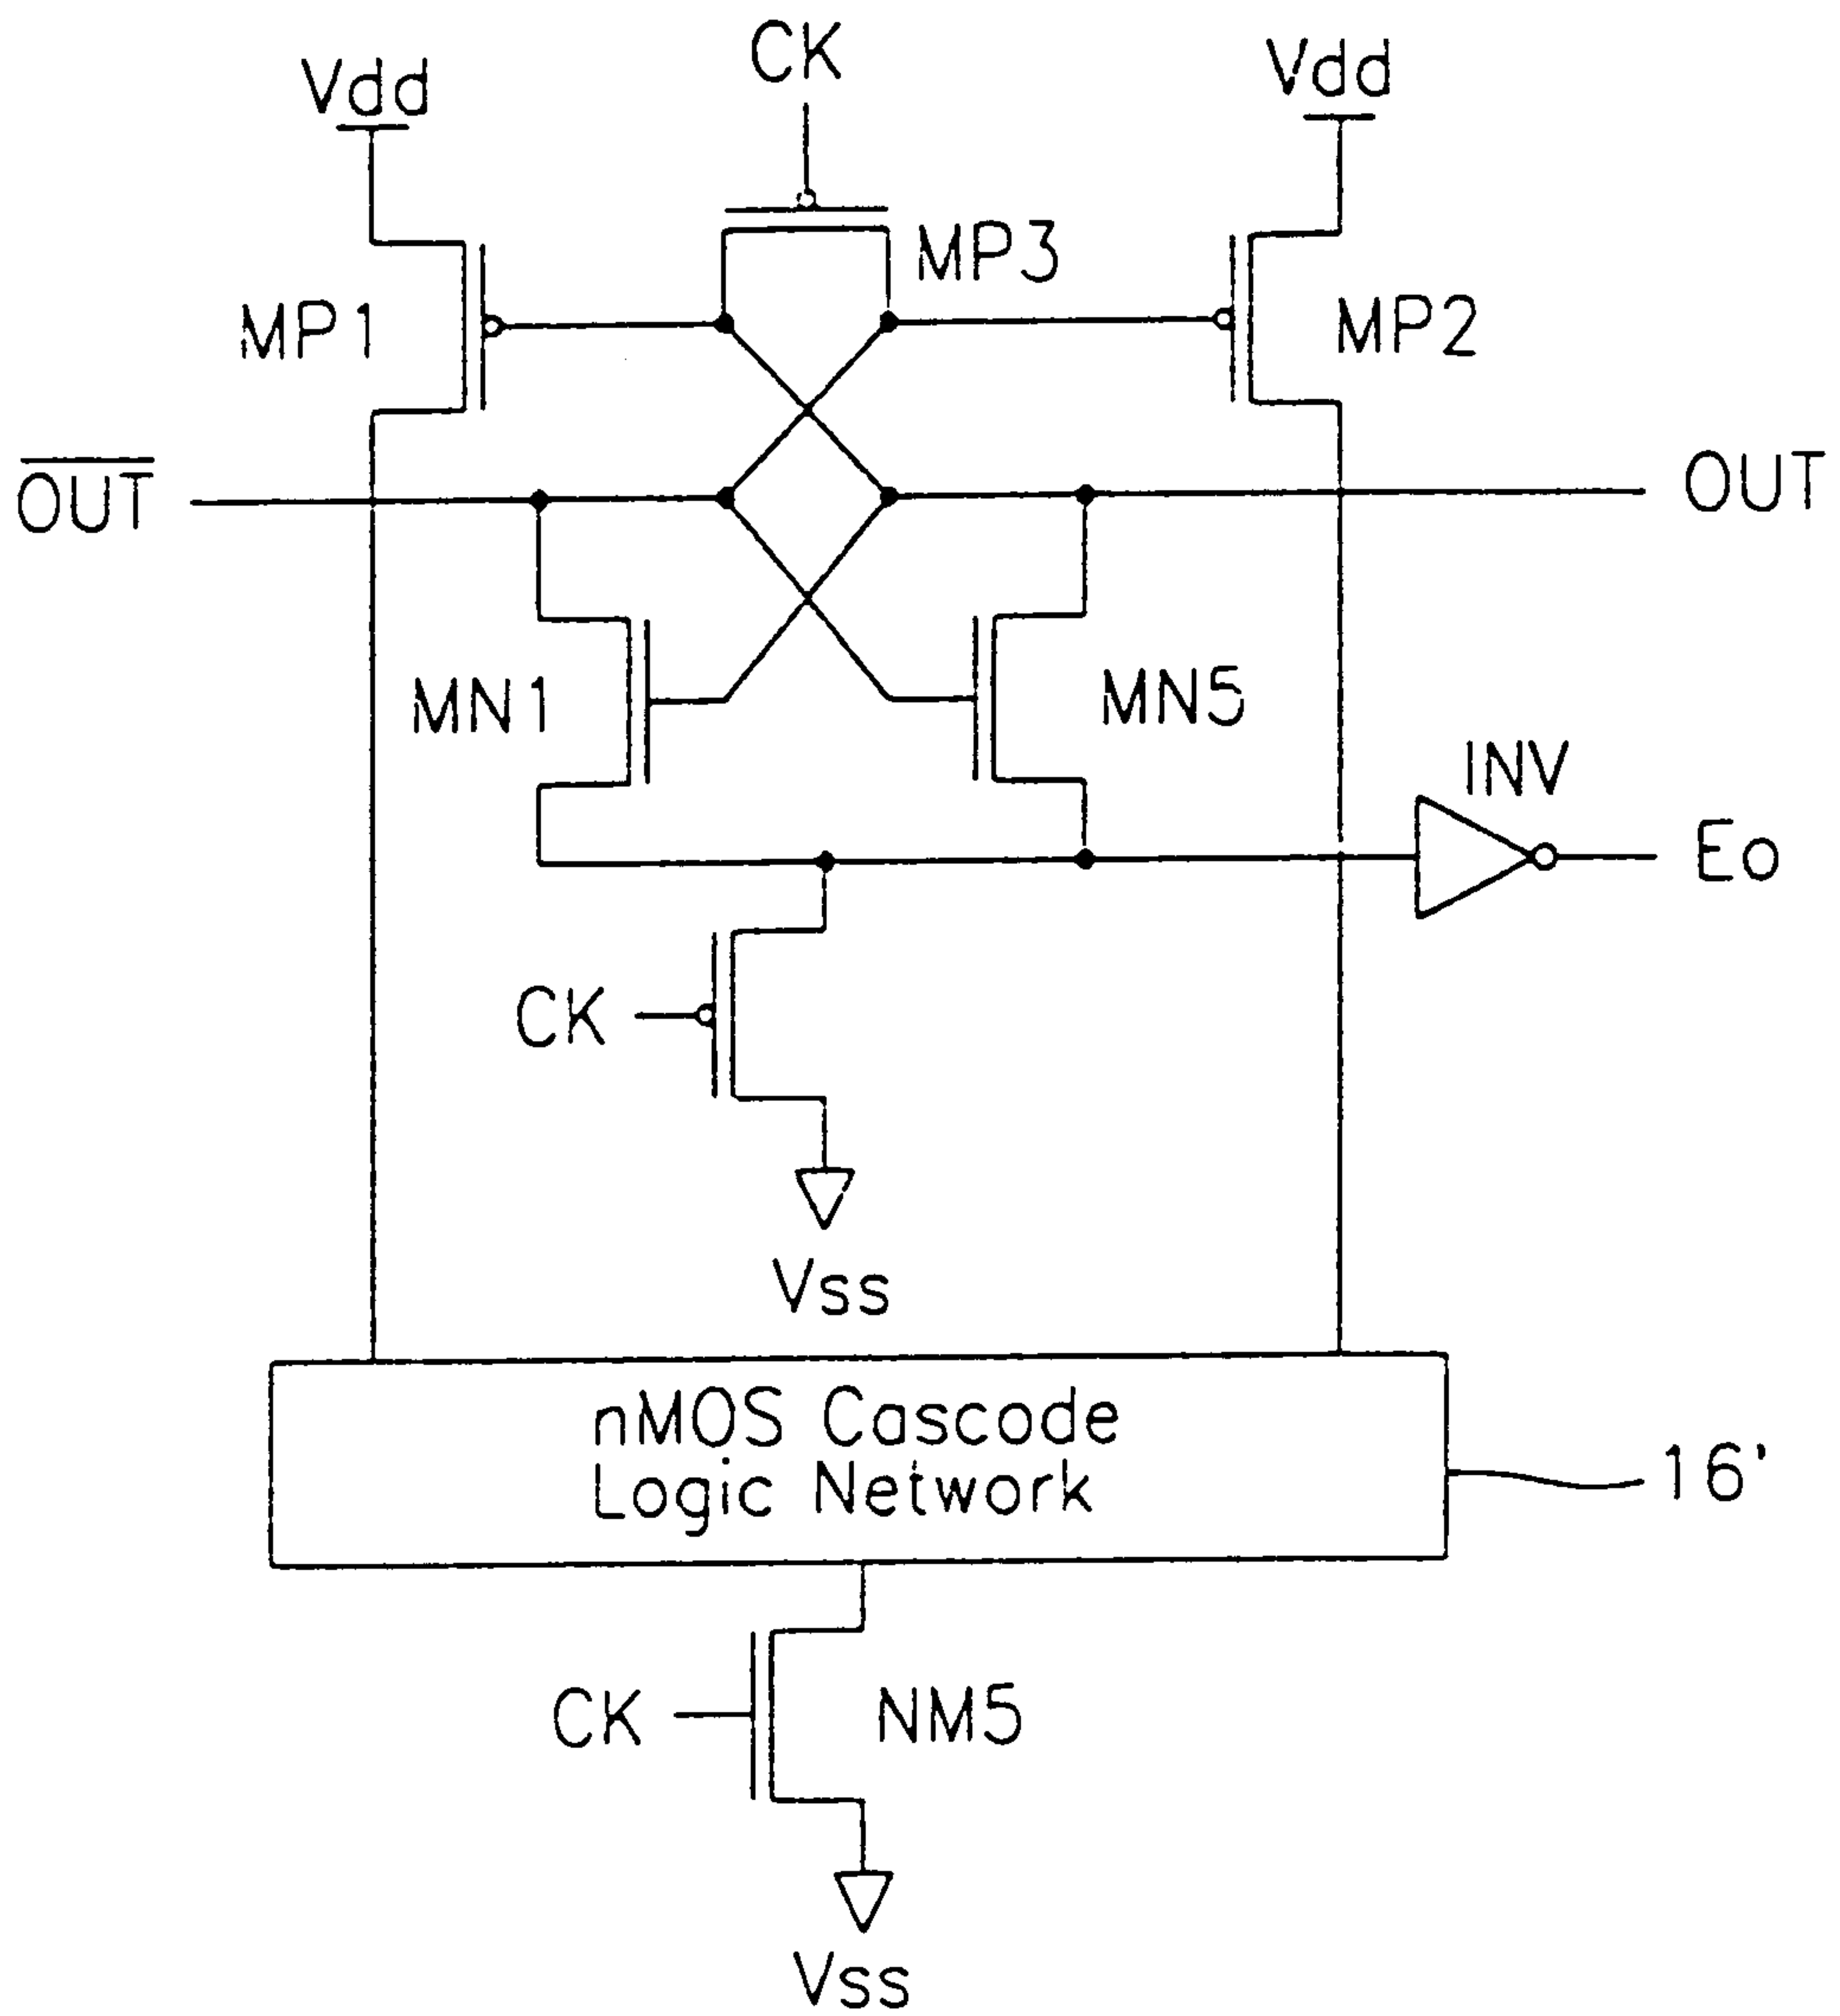 CK
Vdd
Vdd
MP3
MP1
MP2
O̅U̅T̅
OUT
MN1
MN5
INV
Eo
CK
Vss
nMOS Cascode
Logic Network
16'
CK
NM5
Vss